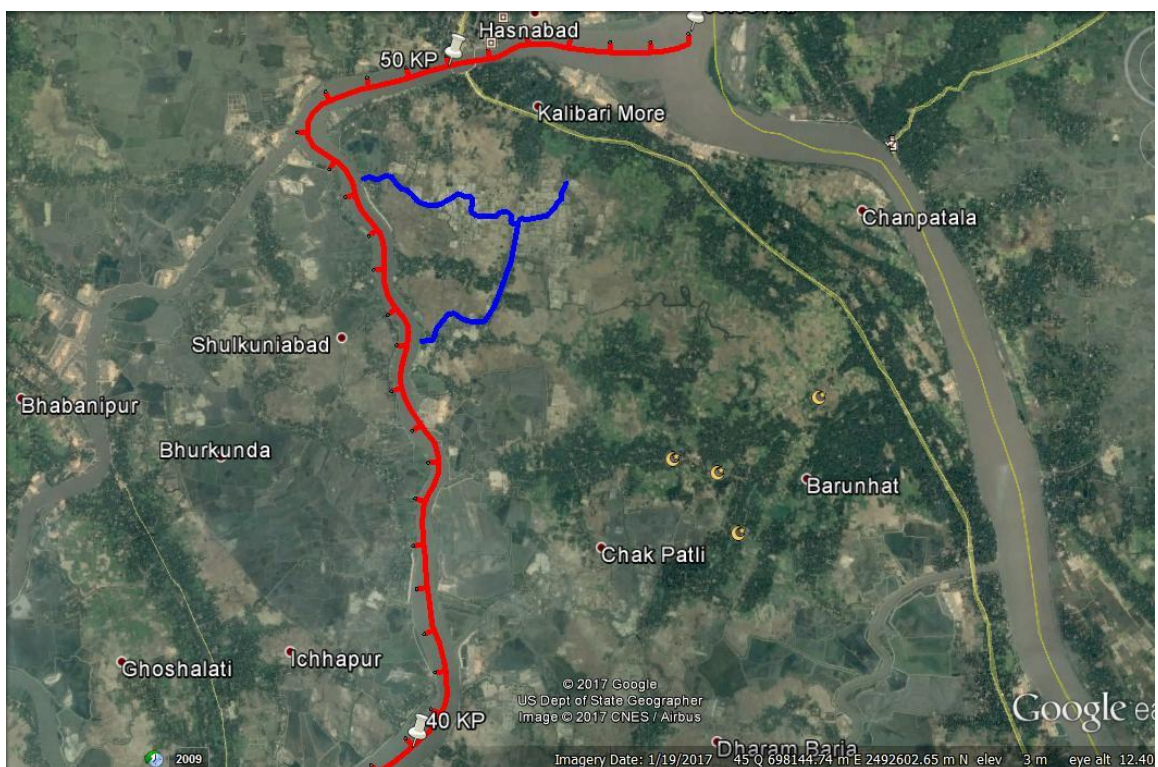 Hasnabad
50 KP
Kalibari More
Chanpatala
Shulkuniabad
Bhabanipur
Bhurkunda
Barunhat
Chak Patli
Ghoshalati
Ichhapur
© 2017 Google
US Dept of State Geographer
Image © 2017 CNES / Airbus
40 KP
Google ea
Dharam Baria
2009
Imagery Date: 1/19/2017 45 Q 698144.74 m E 2492602.65 m N elev 3 m eye alt 12.40